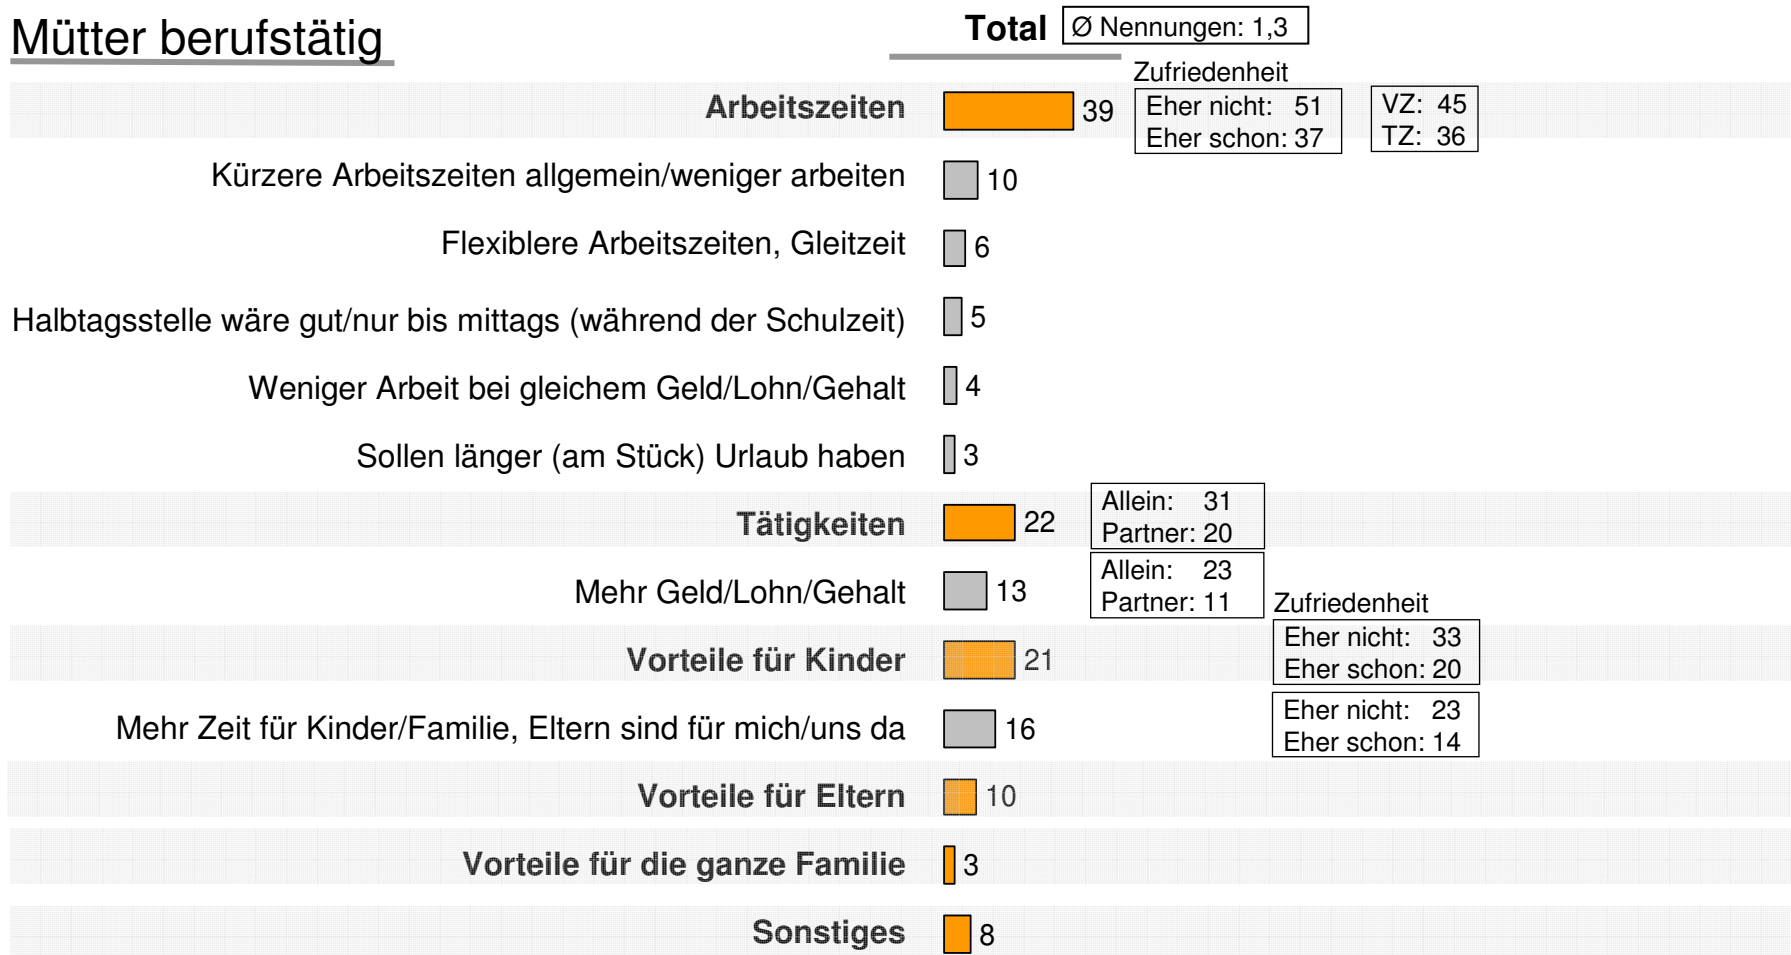 Mütter berufstätig
Total Ø Nennungen: 1,3
Zufriedenheit
Arbeitszeiten 39 Eher nicht: 51 VZ: 45
Eher schon: 37 TZ: 36
Kürzere Arbeitszeiten allgemein/weniger arbeiten 10
Flexiblere Arbeitszeiten, Gleitzeit 6
Halbtagsstelle wäre gut/nur bis mittags (während der Schulzeit) 5
Weniger Arbeit bei gleichem Geld/Lohn/Gehalt 4
Sollen länger (am Stück) Urlaub haben 3
Tätigkeiten 22 Allein: 31
Partner: 20
Mehr Geld/Lohn/Gehalt 13 Allein: 23
Partner: 11
Zufriedenheit
Vorteile für Kinder 21 Eher nicht: 33
Eher schon: 20
Mehr Zeit für Kinder/Familie, Eltern sind für mich/uns da 16 Eher nicht: 23
Eher schon: 14
Vorteile für Eltern 10
Vorteile für die ganze Familie 3
Sonstiges 8